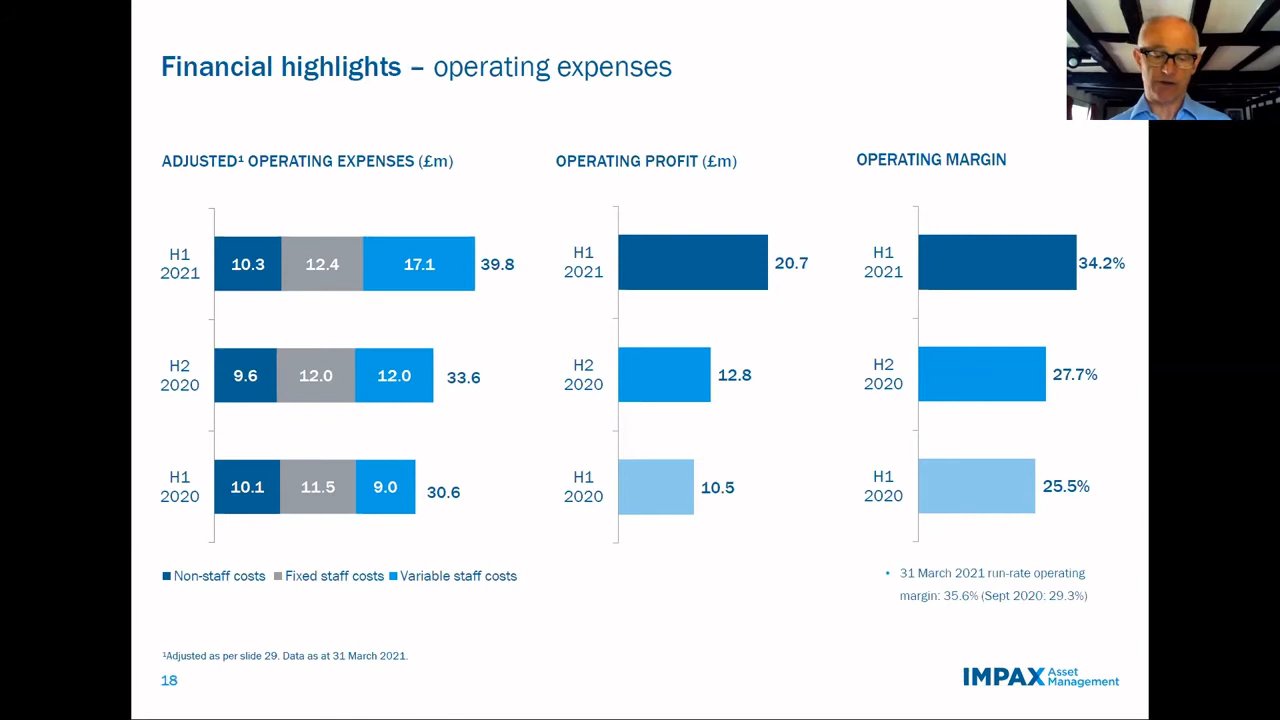 Financial highlights – operating expenses
ADJUSTED¹ OPERATING EXPENSES (£m)
H1
2021
10.3
12.4
17.1
39.8
H2
2020
9.6
12.0
12.0
33.6
H1
2020
10.1
11.5
9.0
30.6
Non-staff costs
Fixed staff costs
Variable staff costs
OPERATING PROFIT (£m)
H1
2021
20.7
H2
2020
12.8
H1
2020
10.5
OPERATING MARGIN
H1
2021
34.2%
H2
2020
27.7%
H1
2020
25.5%
• 31 March 2021 run-rate operating
margin: 35.6% (Sept 2020: 29.3%)
¹Adjusted as per slide 29. Data as at 31 March 2021.
18
IMPAX Asset
Management